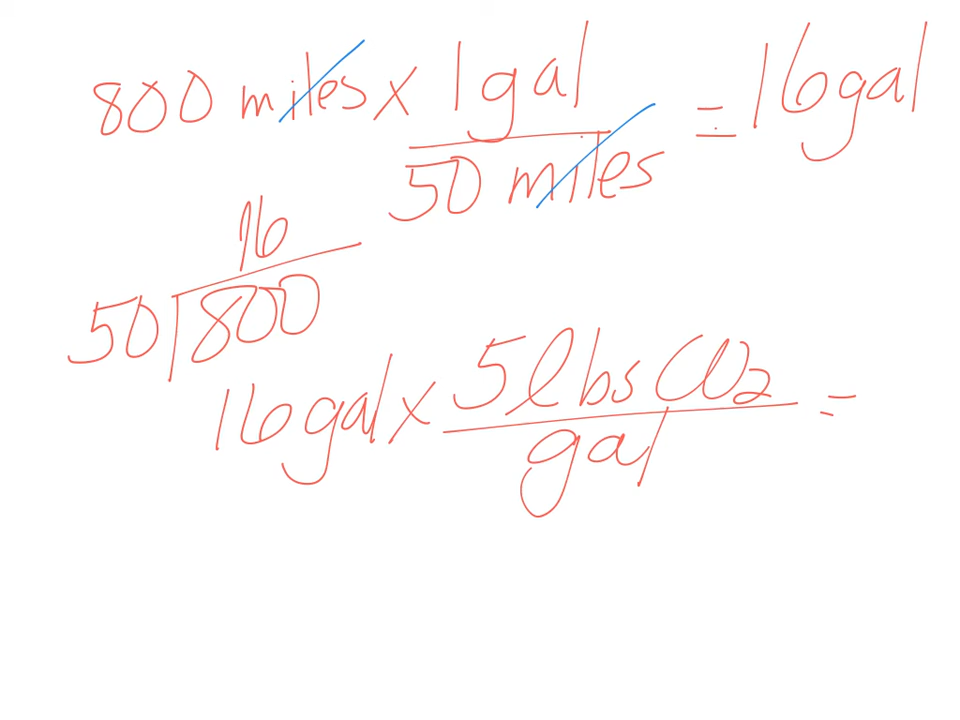 800 miles x 1 gal = 16 gal
50 miles
16
50 800
16 gal x 5 lbs CO2 =
gal